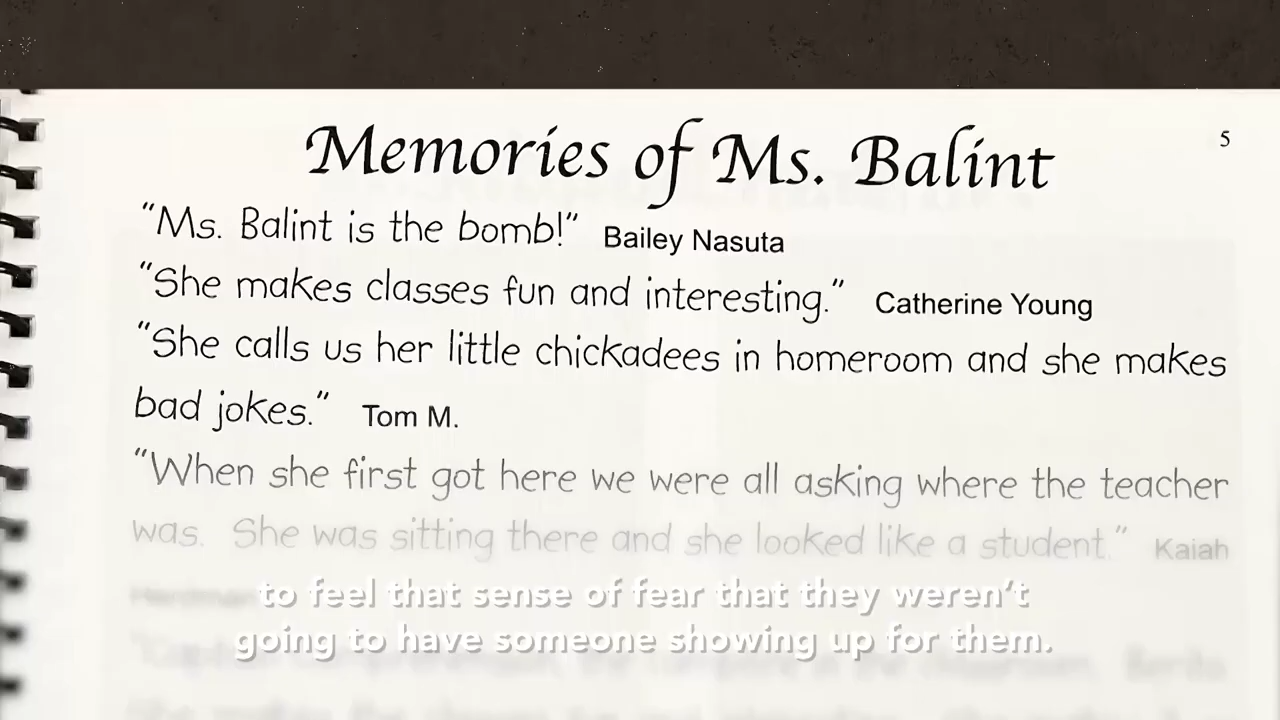 Memories of Ms. Balint
5
"Ms. Balint is the bomb!" Bailey Nasuta
"She makes classes fun and interesting." Catherine Young
"She calls us her little chickadees in homeroom and she makes
bad jokes." Tom M.
"When she first got here we were all asking where the teacher
was. She was sitting there and she looked like a student." Kaiah
to feel that sense of fear that they weren't
going to have someone showing up for them.